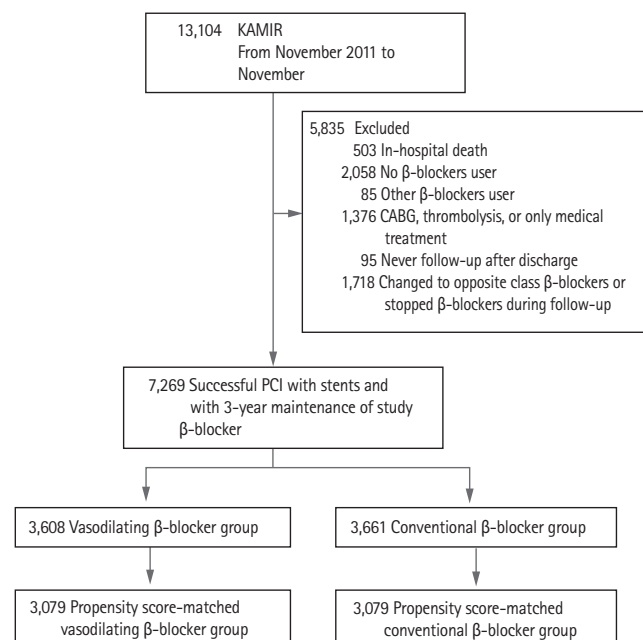 13,104 KAMIR
From November 2011 to
November
5,835 Excluded
503 In-hospital death
2,058 No β-blockers user
85 Other β-blockers user
1,376 CABG, thrombolysis, or only medical
treatment
95 Never follow-up after discharge
1,718 Changed to opposite class β-blockers or
stopped β-blockers during follow-up
7,269 Successful PCI with stents and
with 3-year maintenance of study
β-blocker
3,608 Vasodilating β-blocker group
3,661 Conventional β-blocker group
3,079 Propensity score-matched
vasodilating β-blocker group
3,079 Propensity score-matched
conventional β-blocker group